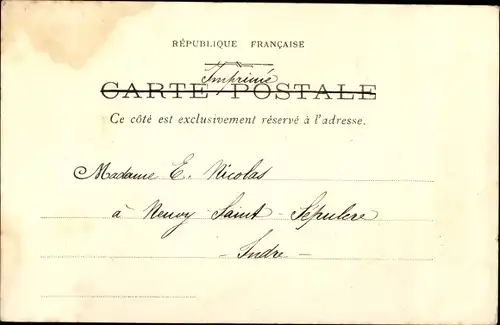 RÉPUBLIQUE FRANÇAISE
Imprimé
CARTE POSTALE
Ce côté est exclusivement réservé à l'adresse.
Madame E. Nicolas
à Neuvy Saint-Sépulcre
Indre